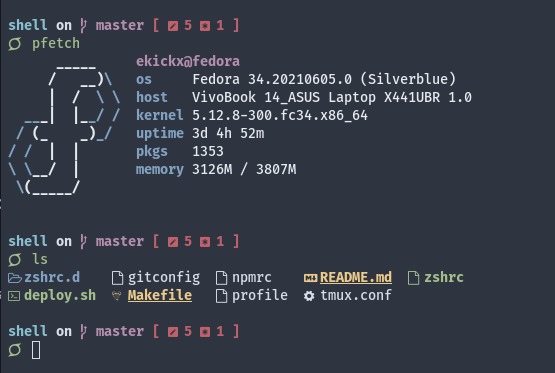 shell on master [ 5 1 ]
pfetch
ekickx@fedora
os Fedora 34.20210605.0 (Silverblue)
host VivoBook 14_ASUS Laptop X441UBR 1.0
kernel 5.12.8-300.fc34.x86_64
uptime 3d 4h 52m
pkgs 1353
memory 3126M / 3807M
shell on master [ 5 1 ]
ls
zshrc.d gitconfig npmrc README.md zshrc
deploy.sh Makefile profile tmux.conf
shell on master [ 5 1 ]